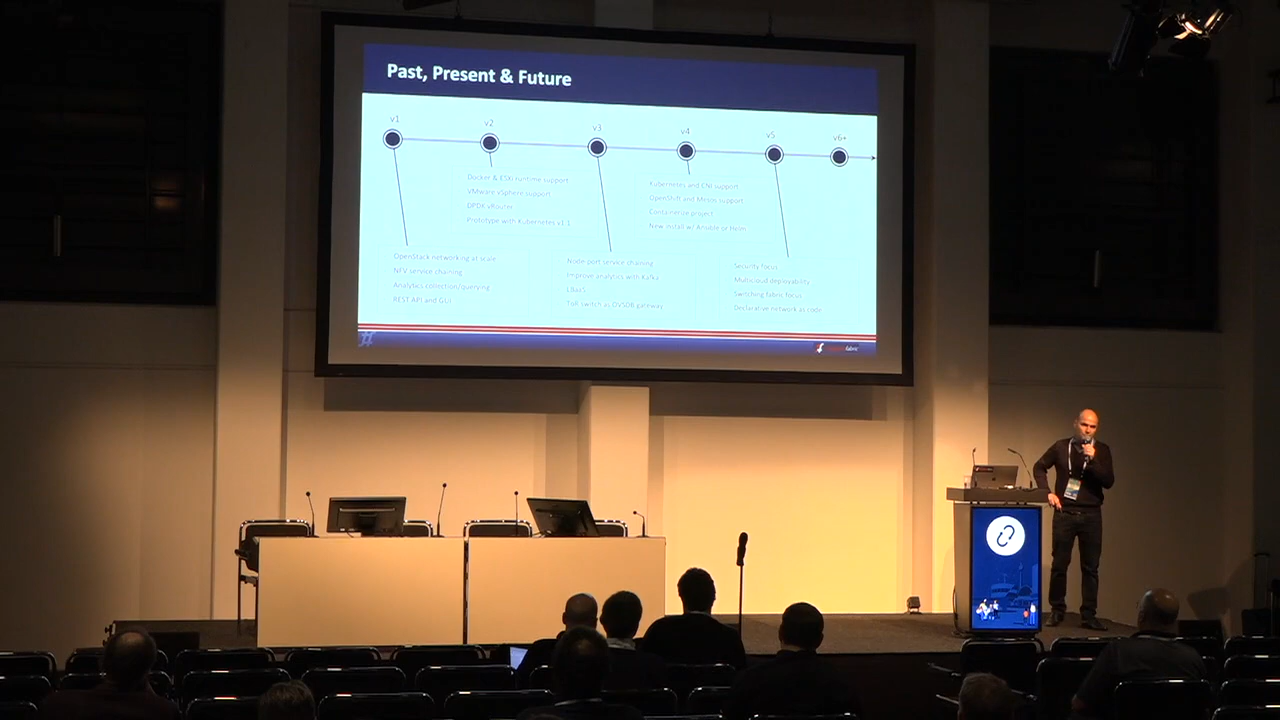 Past, Present & Future
v1
v2
v3
v4
v5
v6+
Docker & ESXi runtime support
VMware vSphere support
DPDK vRouter
Prototype with Kubernetes v1.1
Kubernetes and CNI support
OpenShift and Mesos support
Containerize project
New install w/ Ansible or Helm
OpenStack networking at scale
NFV service chaining
Analytics collection/querying
REST API and GUI
Node-port service chaining
Improve analytics with Kafka
LBaaS
ToR switch as OVSDB gateway
Security focus
Multicloud deployability
Switching fabric focus
Declarative network as code
fabric